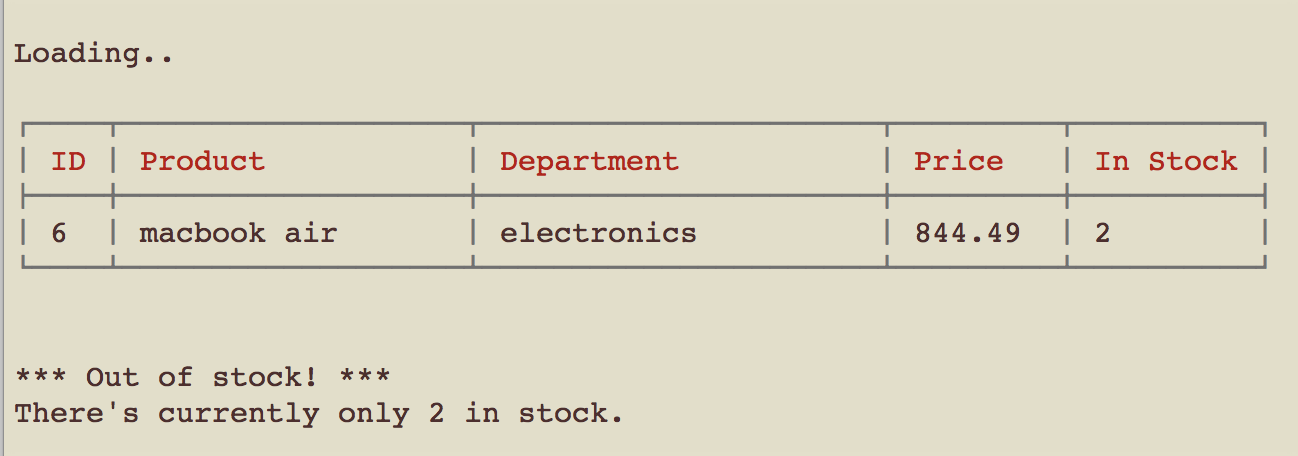 Loading..
ID Product Department Price In Stock
6 macbook air electronics 844.49 2
*** Out of stock! ***
There's currently only 2 in stock.